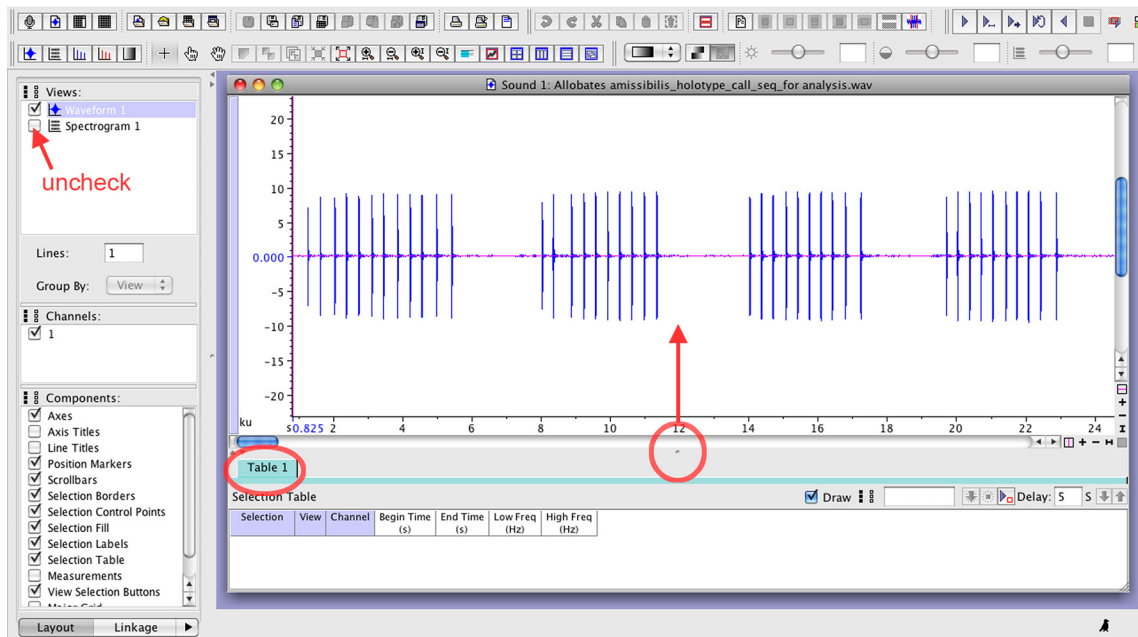 Sound 1: Allobates amissibilis_holotype_call_seq_for analysis.wav
Views:
Waveform 1
Spectrogram 1
uncheck
Lines: 1
Group By: View
Channels:
1
Components:
Axes
Axis Titles
Line Titles
Position Markers
Scrollbars
Selection Borders
Selection Control Points
Selection Fill
Selection Labels
Selection Table
Measurements
View Selection Buttons
Major Grid
Layout Linkage
20
15
10
5
0.000
−5
−10
−15
−20
ku
s 0.825 2 4 6 8 10 12 14 16 18 20 22 24
Table 1
Selection Table Draw Delay: 5 S
Selection View Channel Begin Time (s) End Time (s) Low Freq (Hz) High Freq (Hz)